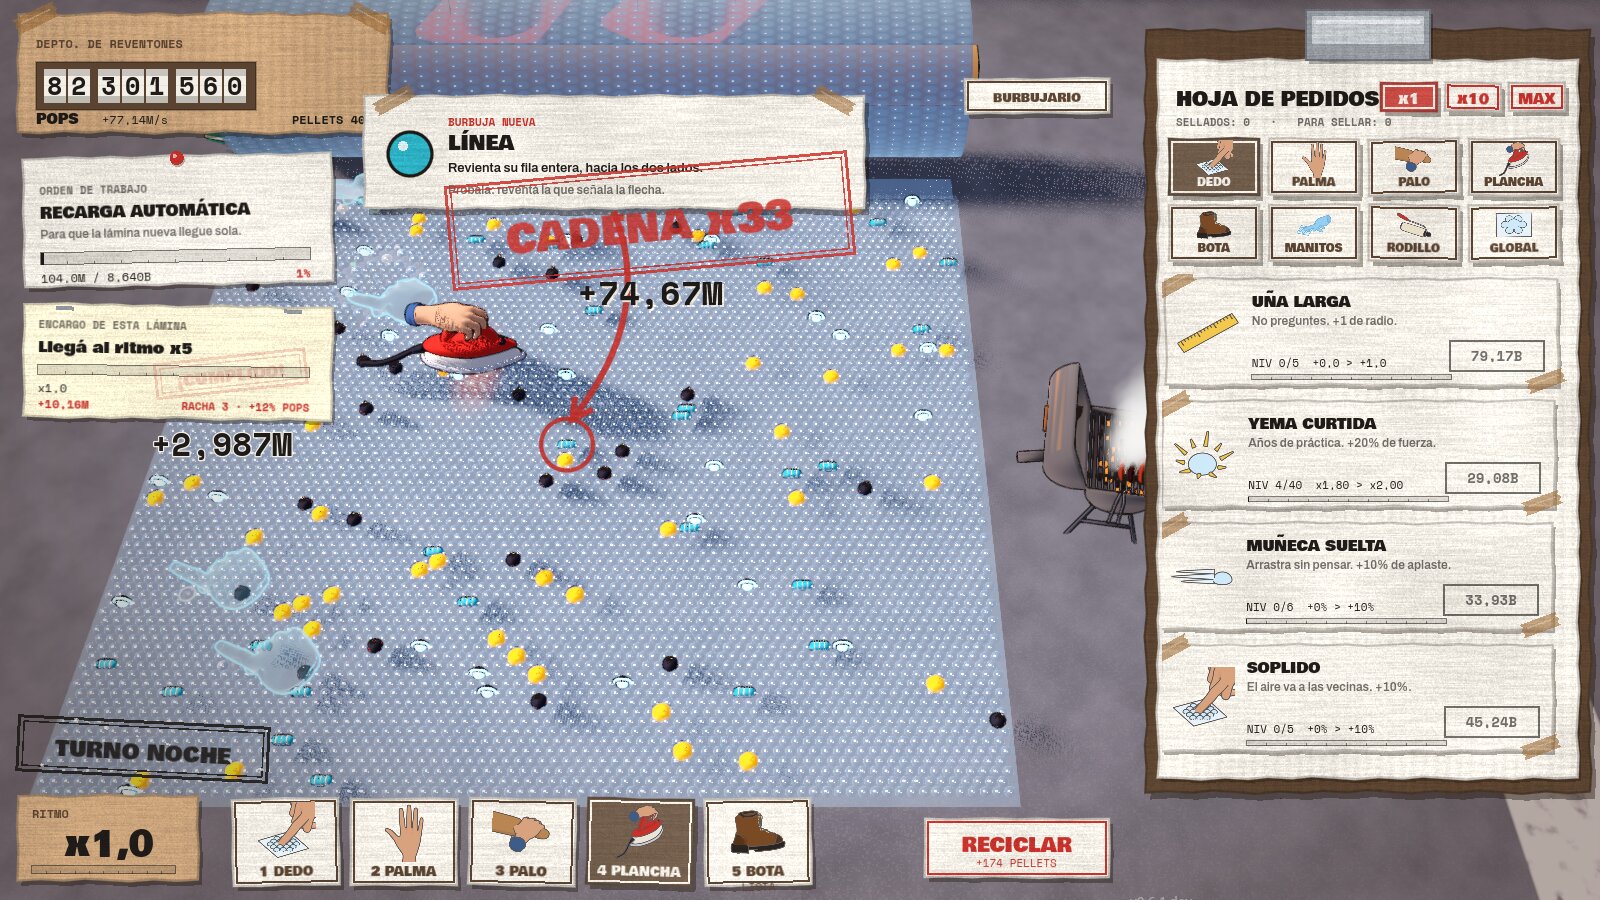 DEPTO. DE REVENTONES
82 301 560
POPS +77,14M/s PELLETS 40
ORDEN DE TRABAJO
RECARGA AUTOMÁTICA
Para que la lámina nueva llegue sola.
104,0M / 8,640B 1%
ENCARGO DE ESTA LÁMINA
Llegá al ritmo x5
¡CUMPLIDO!
x1,0
+10,16M RACHA 3 · +12% POPS
+2,987M
BURBUJA NUEVA
LÍNEA
Revienta su fila entera, hacia los dos lados.
Probala: reventá la que señala la flecha.
CADENA x33
+74,67M
BURBUJARIO
HOJA DE PEDIDOS x1 x10 MAX
SELLADOS: 0 · PARA SELLAR: 0
DEDO PALMA PALO PLANCHA
BOTA MANITOS RODILLO GLOBAL
UÑA LARGA
No preguntes. +1 de radio.
NIV 0/5 +0,0 > +1,0 79,17B
YEMA CURTIDA
Años de práctica. +20% de fuerza.
NIV 4/40 x1,80 > x2,00 29,08B
MUÑECA SUELTA
Arrastra sin pensar. +10% de aplaste.
NIV 0/6 +0% > +10% 33,93B
SOPLIDO
El aire va a las vecinas. +10%.
NIV 0/5 +0% > +10% 45,24B
TURNO NOCHE
RITMO
x1,0
1 DEDO 2 PALMA 3 PALO 4 PLANCHA 5 BOTA
RECICLAR
+174 PELLETS